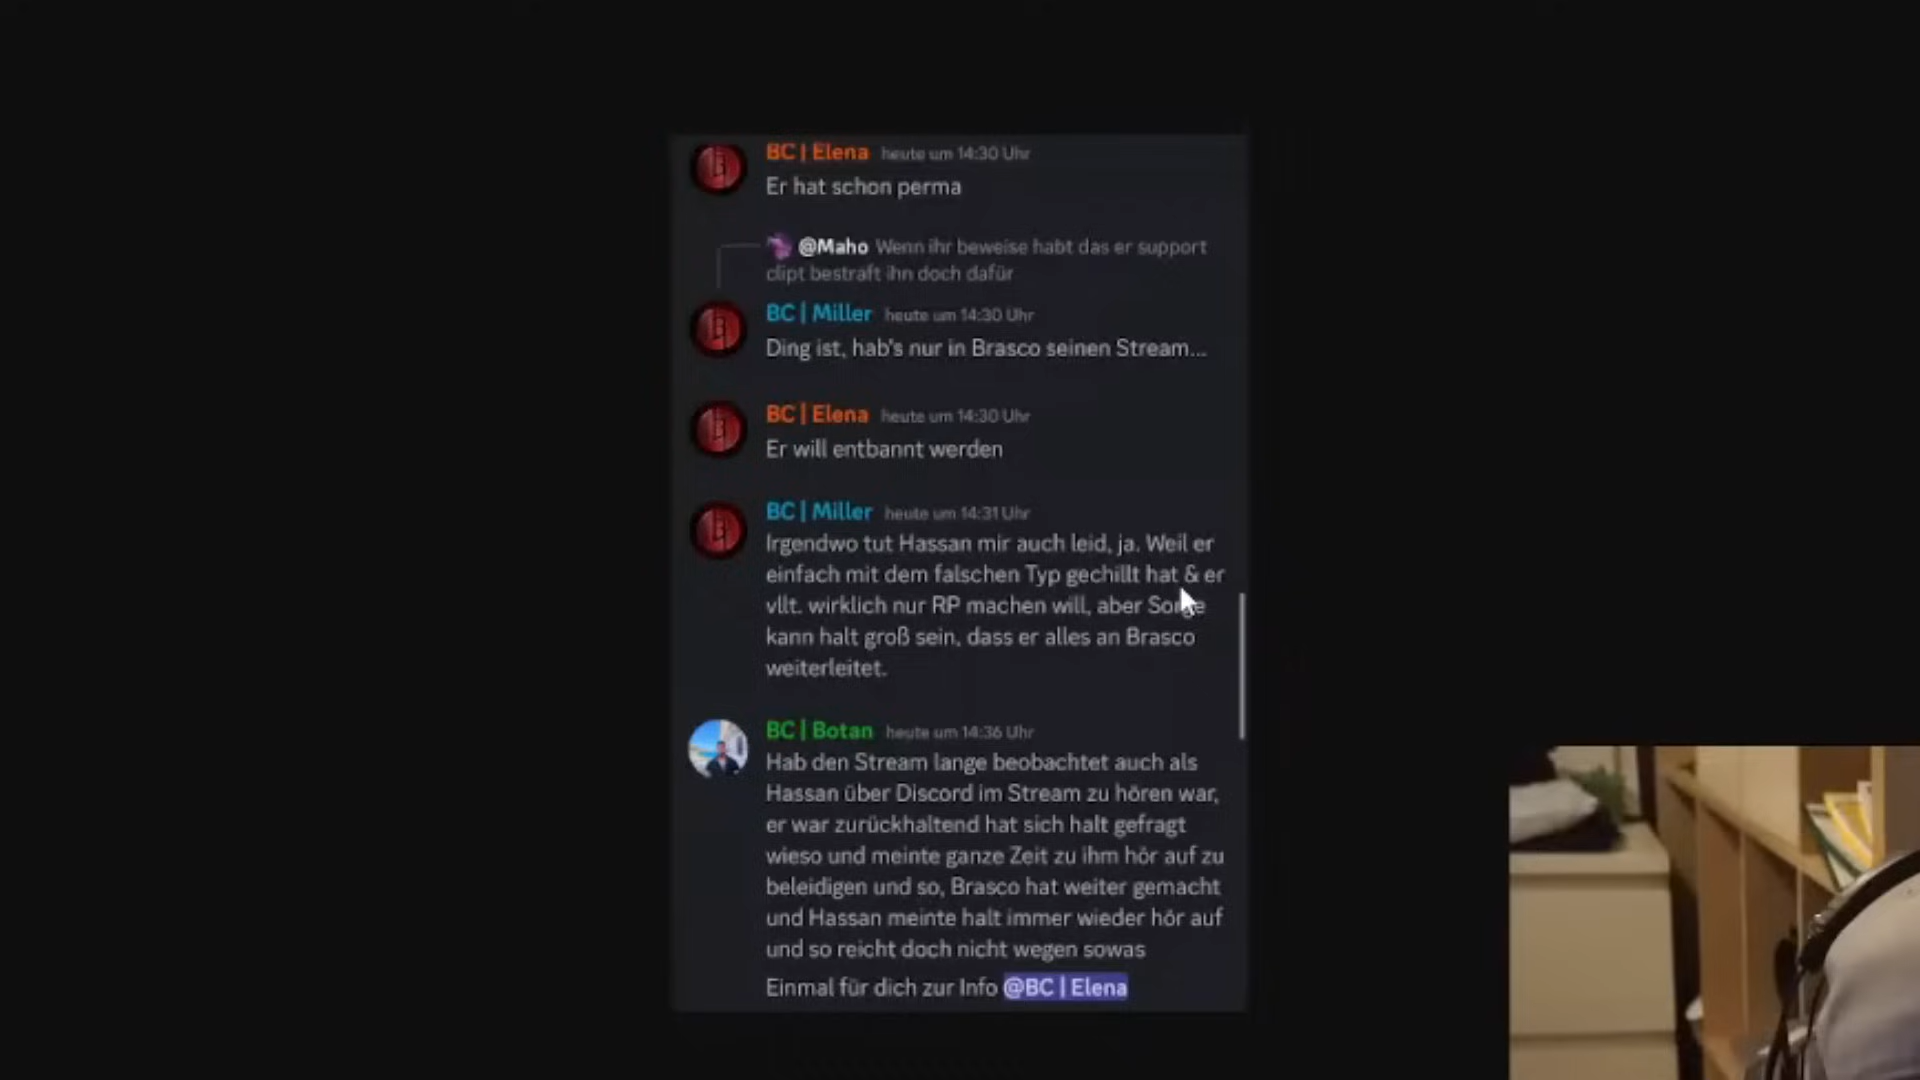 BC | Elena heute um 14:30 Uhr
Er hat schon perma
@Maho Wenn ihr beweise habt das er support
clipt bestraft ihn doch dafür
BC | Miller heute um 14:30 Uhr
Ding ist, hab's nur in Brasco seinen Stream...
BC | Elena heute um 14:30 Uhr
Er will entbannt werden
BC | Miller heute um 14:31 Uhr
Irgendwo tut Hassan mir auch leid, ja. Weil er
einfach mit dem falschen Typ gechillt hat & er
vllt. wirklich nur RP machen will, aber Sorge
kann halt groß sein, dass er alles an Brasco
weiterleitet.
BC | Botan heute um 14:36 Uhr
Hab den Stream lange beobachtet auch als
Hassan über Discord im Stream zu hören war,
er war zurückhaltend hat sich halt gefragt
wieso und meinte ganze Zeit zu ihm hör auf zu
beleidigen und so, Brasco hat weiter gemacht
und Hassan meinte halt immer wieder hör auf
und so reicht doch nicht wegen sowas
Einmal für dich zur Info @BC | Elena